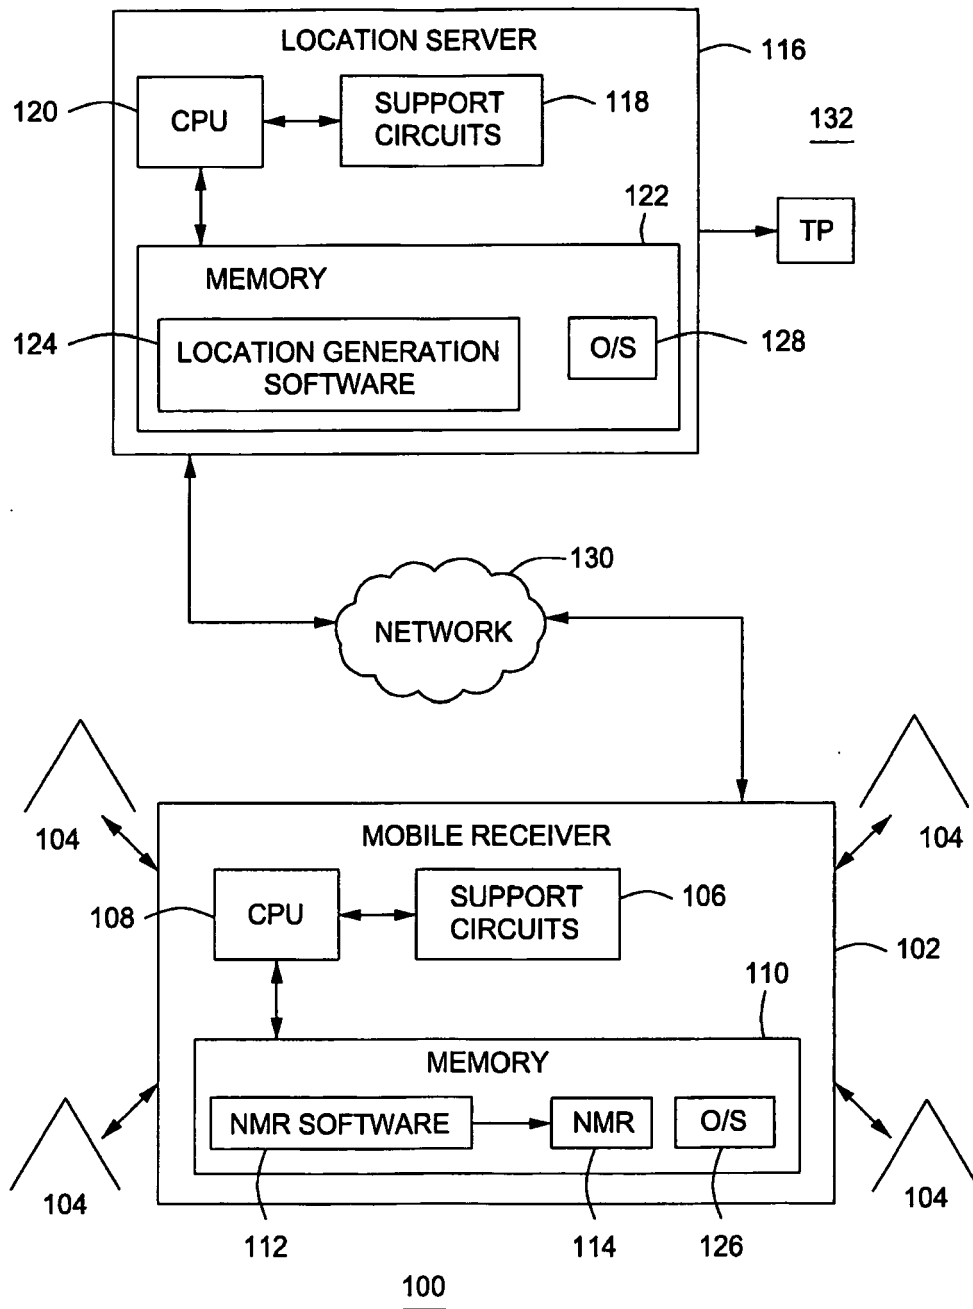 LOCATION SERVER
116
120
CPU
SUPPORT
CIRCUITS
118
132
122
TP
MEMORY
124
LOCATION GENERATION
SOFTWARE
O/S
128
130
NETWORK
104
104
MOBILE RECEIVER
108
CPU
SUPPORT
CIRCUITS
106
102
110
MEMORY
NMR SOFTWARE
NMR
O/S
104
104
112
114
126
100